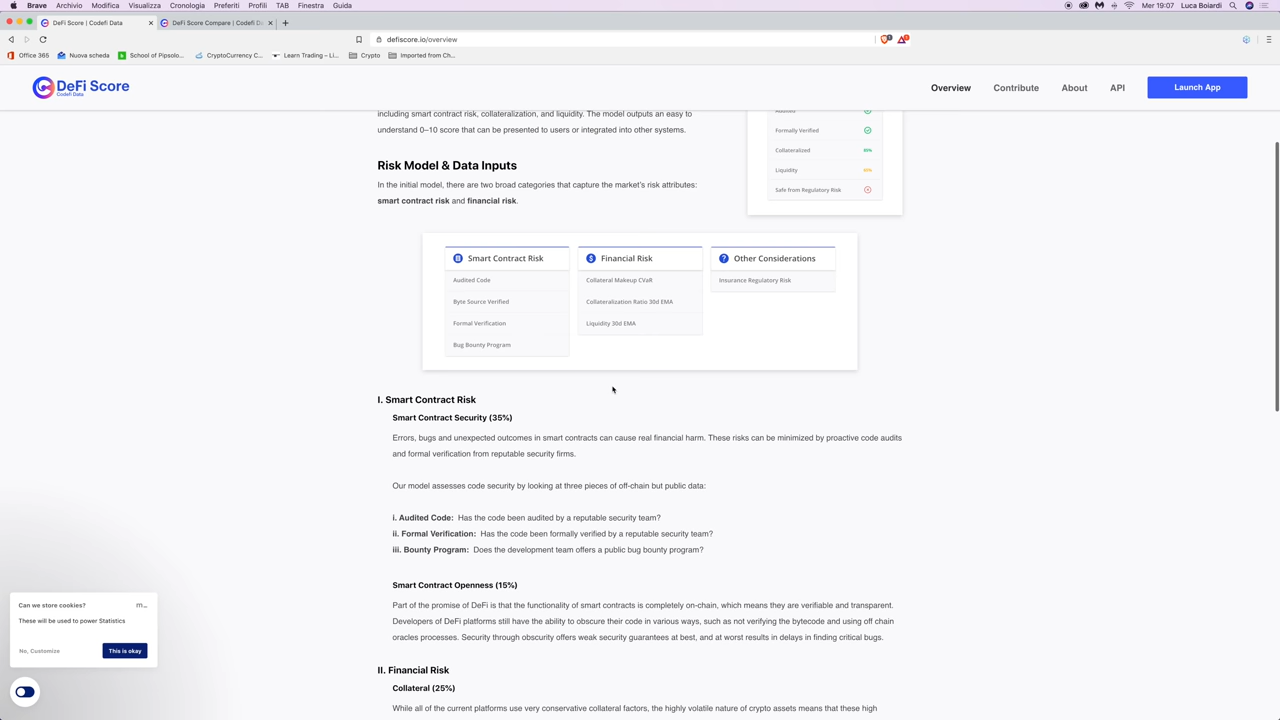 Brave Archivio Modifica Visualizza Cronologia Preferiti Profili TAB Finestra Guida Mer 19:07 Luca Boiardi
DeFi Score | Codefi Data
DeFi Score Compare | Codefi Da
defiscore.io/overview
Office 365 Nuova scheda School of Pipsolo... CryptoCurrency C... Learn Trading – Li... Crypto Imported from Ch...
DeFi Score
Codefi Data
Overview Contribute About API Launch App
including smart contract risk, collateralization, and liquidity. The model outputs an easy to
understand 0–10 score that can be presented to users or integrated into other systems.
Audited
Formally Verified
Collateralized 80%
Liquidity
Safe from Regulatory Risk
Risk Model & Data Inputs
In the initial model, there are two broad categories that capture the market's risk attributes:
smart contract risk and financial risk.
Smart Contract Risk
Audited Code
Byte Source Verified
Formal Verification
Bug Bounty Program
Financial Risk
Collateral Makeup CVaR
Collateralization Ratio 30d EMA
Liquidity 30d EMA
Other Considerations
Insurance Regulatory Risk
I. Smart Contract Risk
Smart Contract Security (35%)
Errors, bugs and unexpected outcomes in smart contracts can cause real financial harm. These risks can be minimized by proactive code audits
and formal verification from reputable security firms.
Our model assesses code security by looking at three pieces of off-chain but public data:
i. Audited Code: Has the code been audited by a reputable security team?
ii. Formal Verification: Has the code been formally verified by a reputable security team?
iii. Bounty Program: Does the development team offers a public bug bounty program?
Smart Contract Openness (15%)
Part of the promise of DeFi is that the functionality of smart contracts is completely on-chain, which means they are verifiable and transparent.
Developers of DeFi platforms still have the ability to obscure their code in various ways, such as not verifying the bytecode and using off chain
oracles processes. Security through obscurity offers weak security guarantees at best, and at worst results in delays in finding critical bugs.
II. Financial Risk
Collateral (25%)
While all of the current platforms use very conservative collateral factors, the highly volatile nature of crypto assets means that these high
Can we store cookies? m...
These will be used to power Statistics
No, Customize This is okay